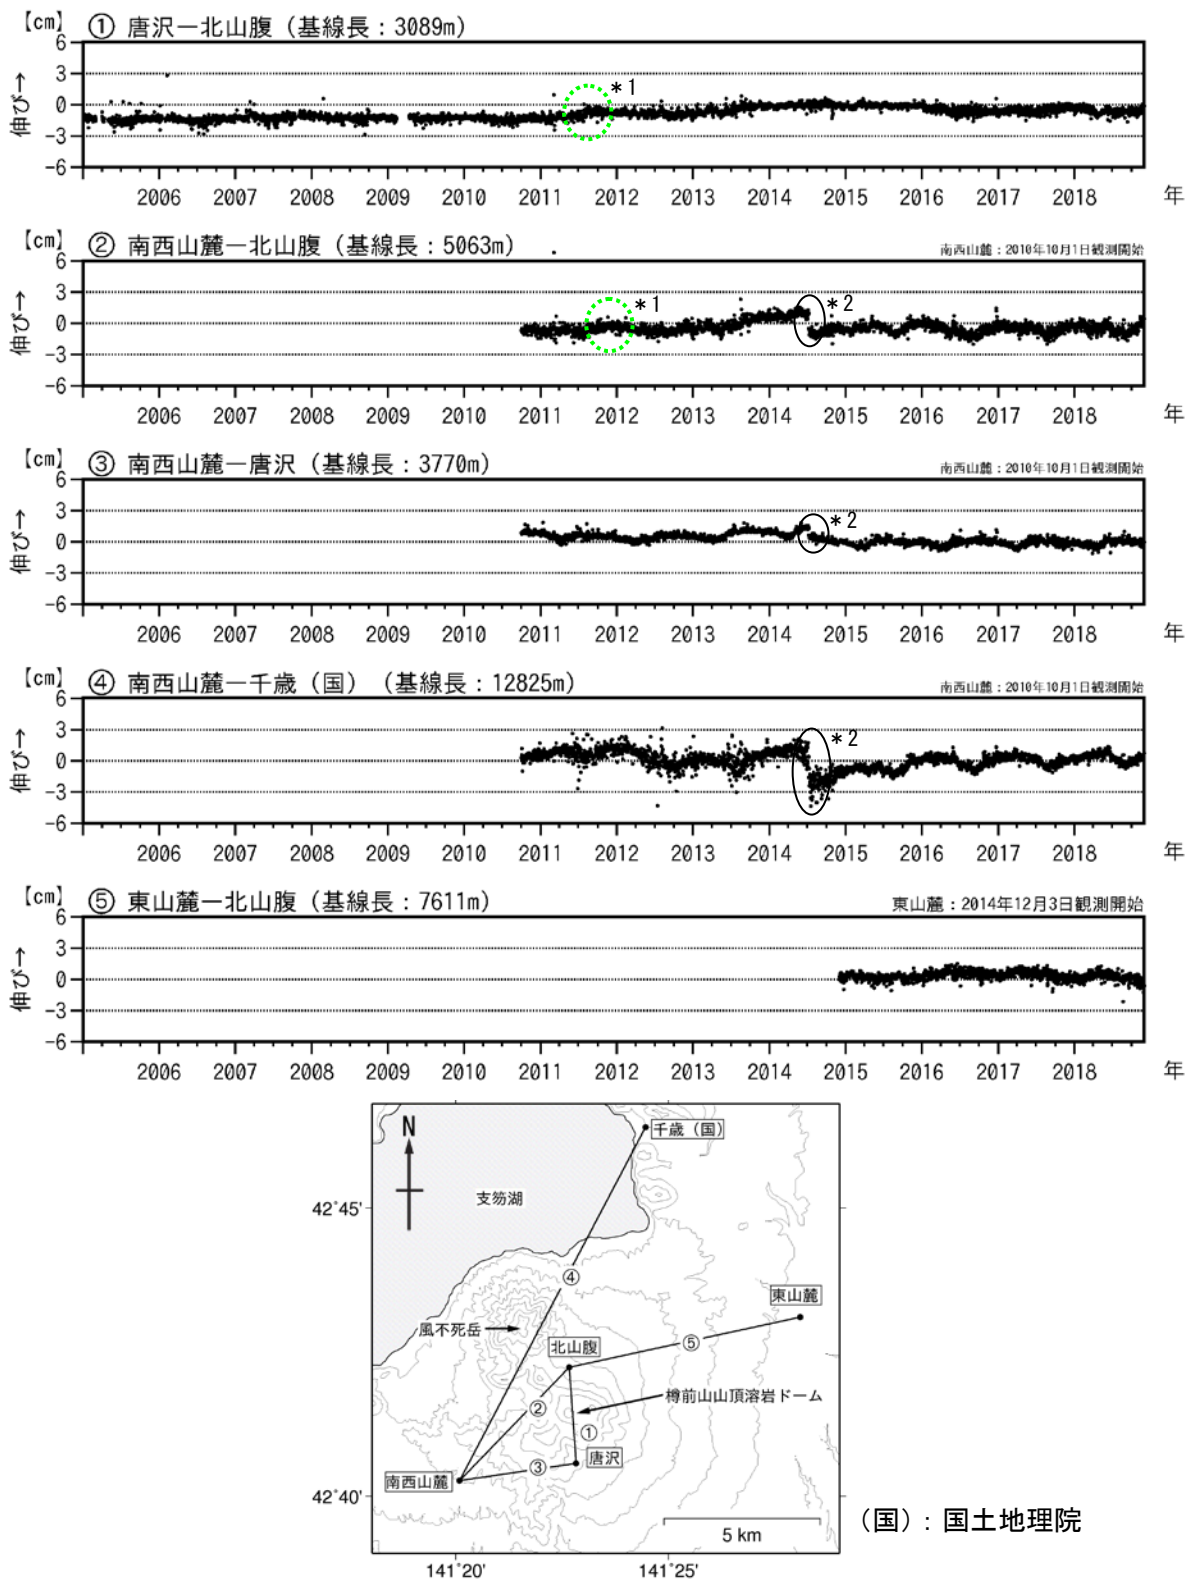 【cm】 ① 唐沢－北山腹（基線長：3089m）
6
3
0
-3
-6
伸び→
＊1
2006 2007 2008 2009 2010 2011 2012 2013 2014 2015 2016 2017 2018 年
【cm】 ② 南西山麓－北山腹（基線長：5063m） 南西山麓：2010年10月1日観測開始
6
3
0
-3
-6
伸び→
＊1 ＊2
2006 2007 2008 2009 2010 2011 2012 2013 2014 2015 2016 2017 2018 年
【cm】 ③ 南西山麓－唐沢（基線長：3770m） 南西山麓：2010年10月1日観測開始
6
3
0
-3
-6
伸び→
＊2
2006 2007 2008 2009 2010 2011 2012 2013 2014 2015 2016 2017 2018 年
【cm】 ④ 南西山麓－千歳（国）（基線長：12825m） 南西山麓：2010年10月1日観測開始
6
3
0
-3
-6
伸び→
＊2
2006 2007 2008 2009 2010 2011 2012 2013 2014 2015 2016 2017 2018 年
【cm】 ⑤ 東山麓－北山腹（基線長：7611m） 東山麓：2014年12月3日観測開始
6
3
0
-3
-6
伸び→
2006 2007 2008 2009 2010 2011 2012 2013 2014 2015 2016 2017 2018 年
N
千歳（国）
支笏湖
42°45'
④
東山麓
風不死岳
北山腹
⑤
樽前山山頂溶岩ドーム
②
①
唐沢
③
南西山麓
42°40'
5 km
（国）：国土地理院
141°20' 141°25'